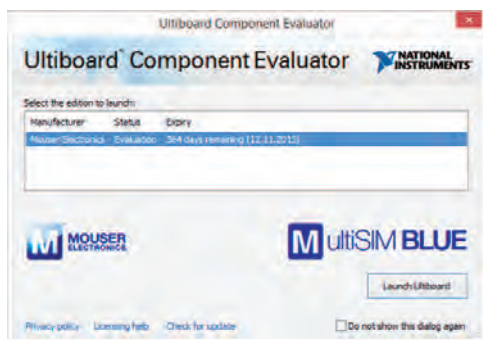 Ultiboard Component Evaluator
Ultiboard™ Component Evaluator
NATIONAL INSTRUMENTS™
Select the edition to launch:
Manufacturer Status Expiry
Mouser Electronics Evaluation 364 days remaining (12.11.2015)
MOUSER ELECTRONICS
MultiSIM BLUE
Launch Ultiboard
Privacy policy Licensing help Check for update Do not show this dialog again